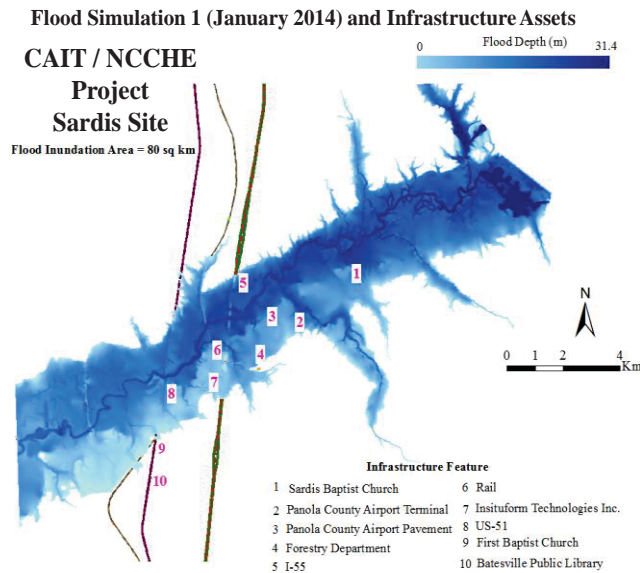 Flood Simulation 1 (January 2014) and Infrastructure Assets
CAIT / NCCHE
Project
Sardis Site
Flood Inundation Area = 80 sq km
0 Flood Depth (m) 31.4
5
1
3
2
6
4
7
8
9
10
N
0 1 2 4
Km
Infrastructure Feature
1 Sardis Baptist Church
2 Panola County Airport Terminal
3 Panola County Airport Pavement
4 Forestry Department
5 I-55
6 Rail
7 Insituform Technologies Inc.
8 US-51
9 First Baptist Church
10 Batesville Public Library